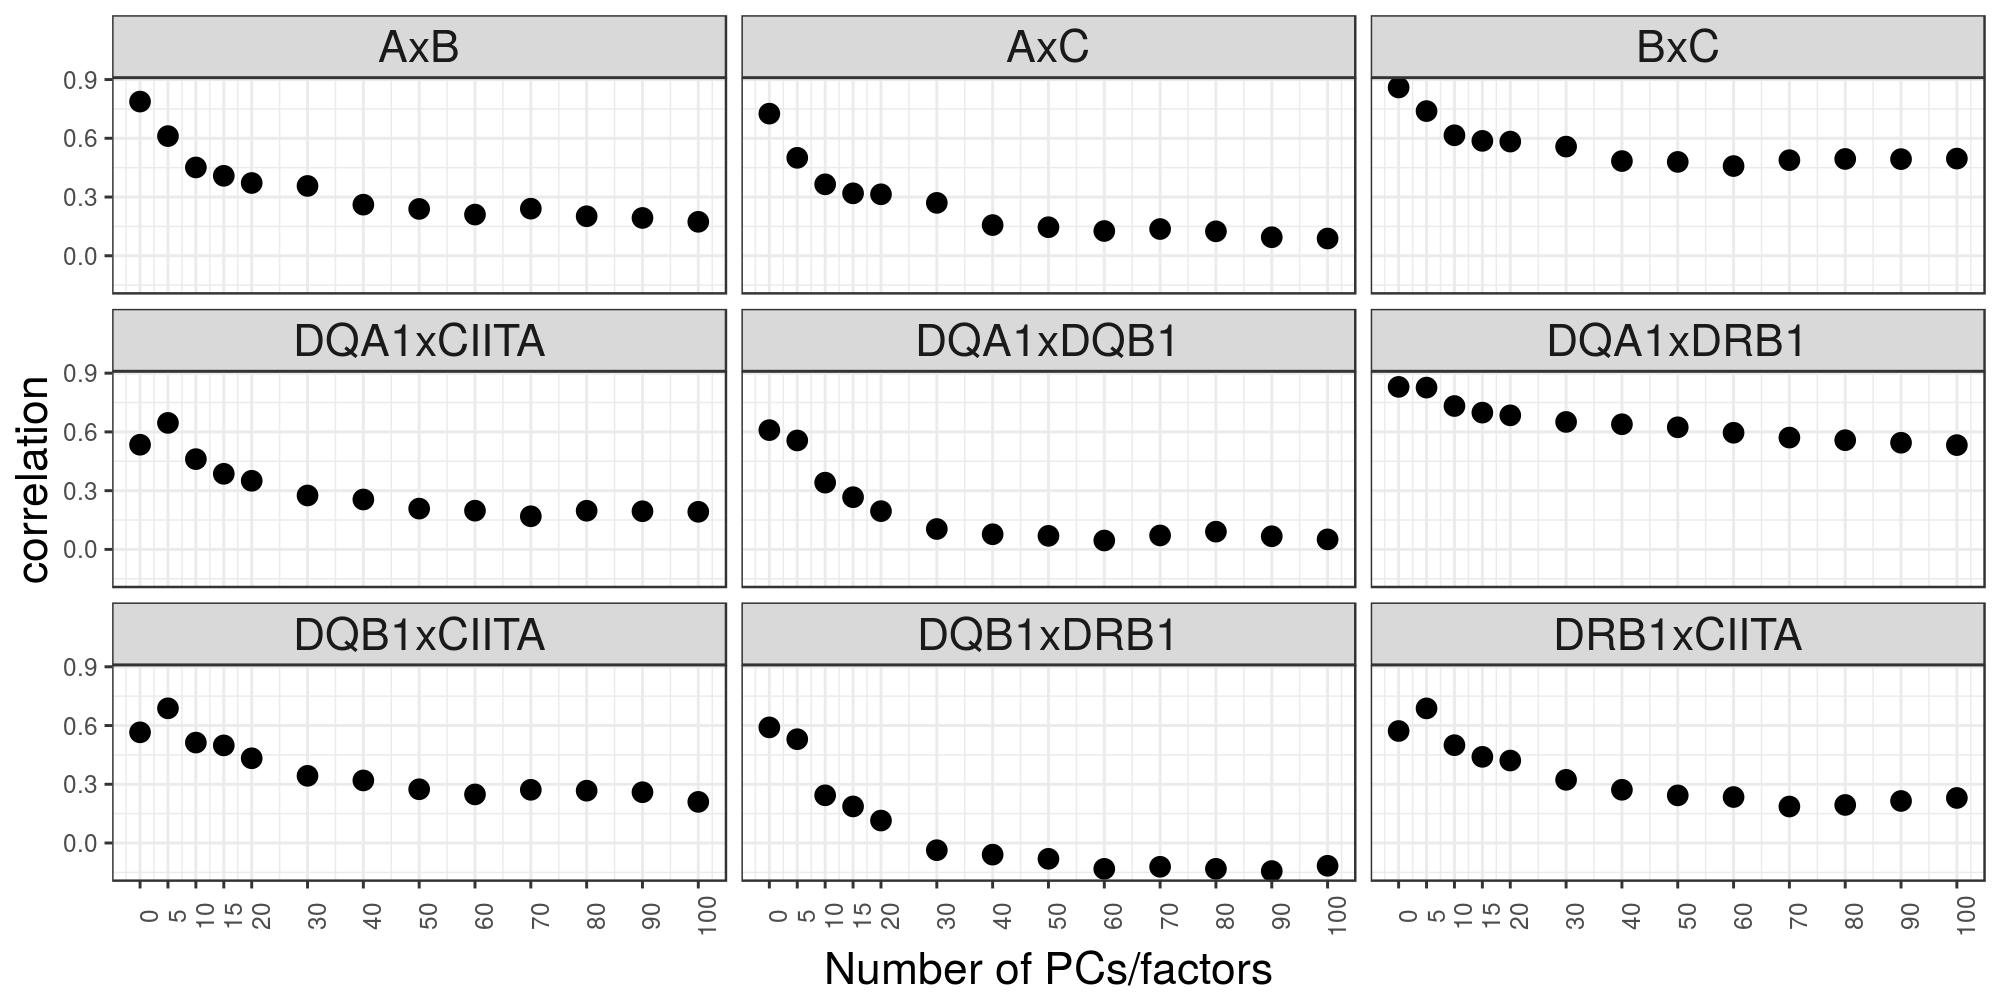 AxB AxC BxC
0.9
0.6
0.3
0.0
DQA1xCIITA DQA1xDQB1 DQA1xDRB1
0.9
0.6
0.3
0.0
correlation
DQB1xCIITA DQB1xDRB1 DRB1xCIITA
0.9
0.6
0.3
0.0
0 5 10 15 20 30 40 50 60 70 80 90 100 0 5 10 15 20 30 40 50 60 70 80 90 100 0 5 10 15 20 30 40 50 60 70 80 90 100
Number of PCs/factors